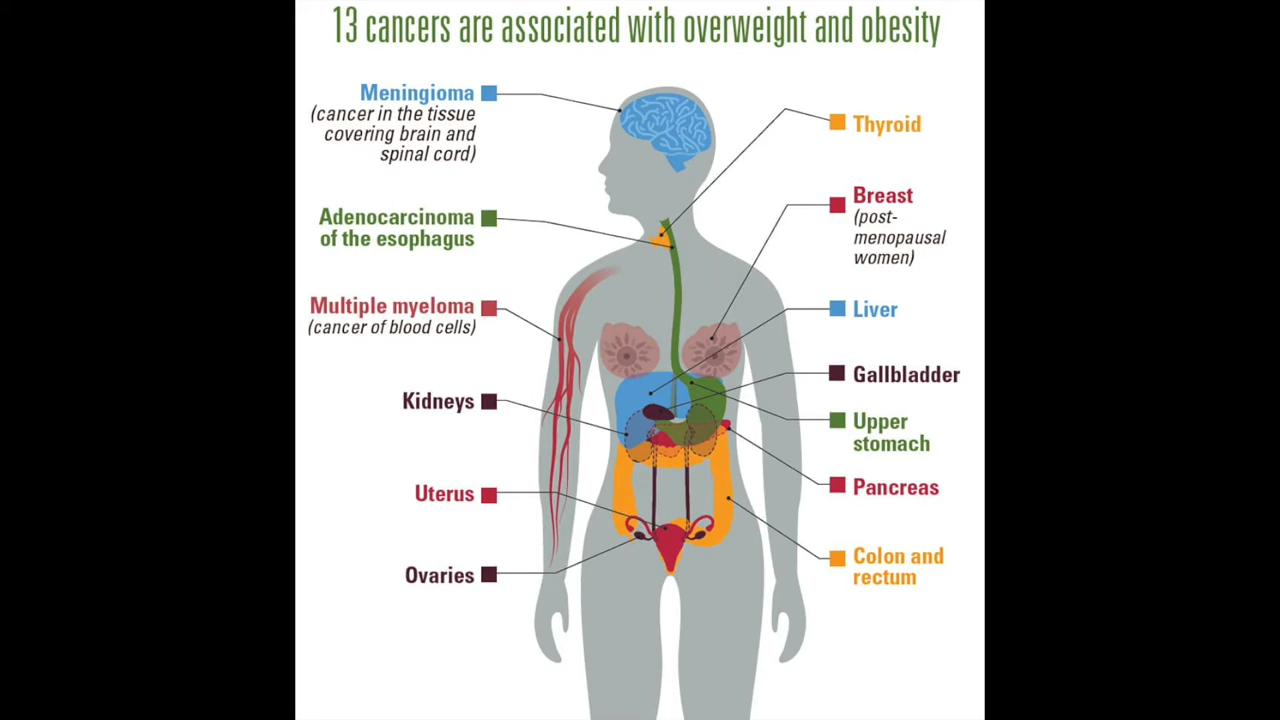 13 cancers are associated with overweight and obesity
Meningioma
(cancer in the tissue
covering brain and
spinal cord)
Adenocarcinoma
of the esophagus
Multiple myeloma
(cancer of blood cells)
Kidneys
Uterus
Ovaries
Thyroid
Breast
(post-
menopausal
women)
Liver
Gallbladder
Upper
stomach
Pancreas
Colon and
rectum